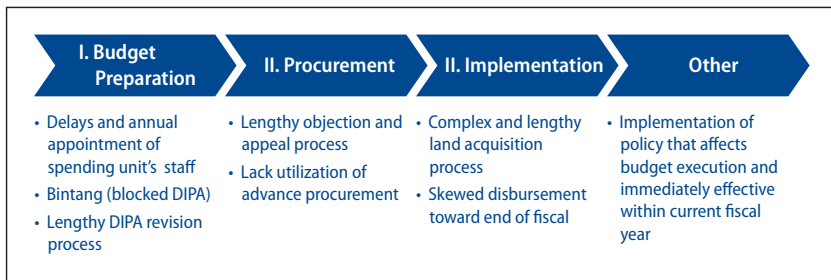 I. Budget
Preparation
II. Procurement
II. Implementation
Other
• Delays and annual
appointment of
spending unit's staff
• Bintang (blocked DIPA)
• Lengthy DIPA revision
process
• Lengthy objection and
appeal process
• Lack utilization of
advance procurement
• Complex and lengthy
land acquisition
process
• Skewed disbursement
toward end of fiscal
• Implementation of
policy that affects
budget execution and
immediately effective
within current fiscal
year